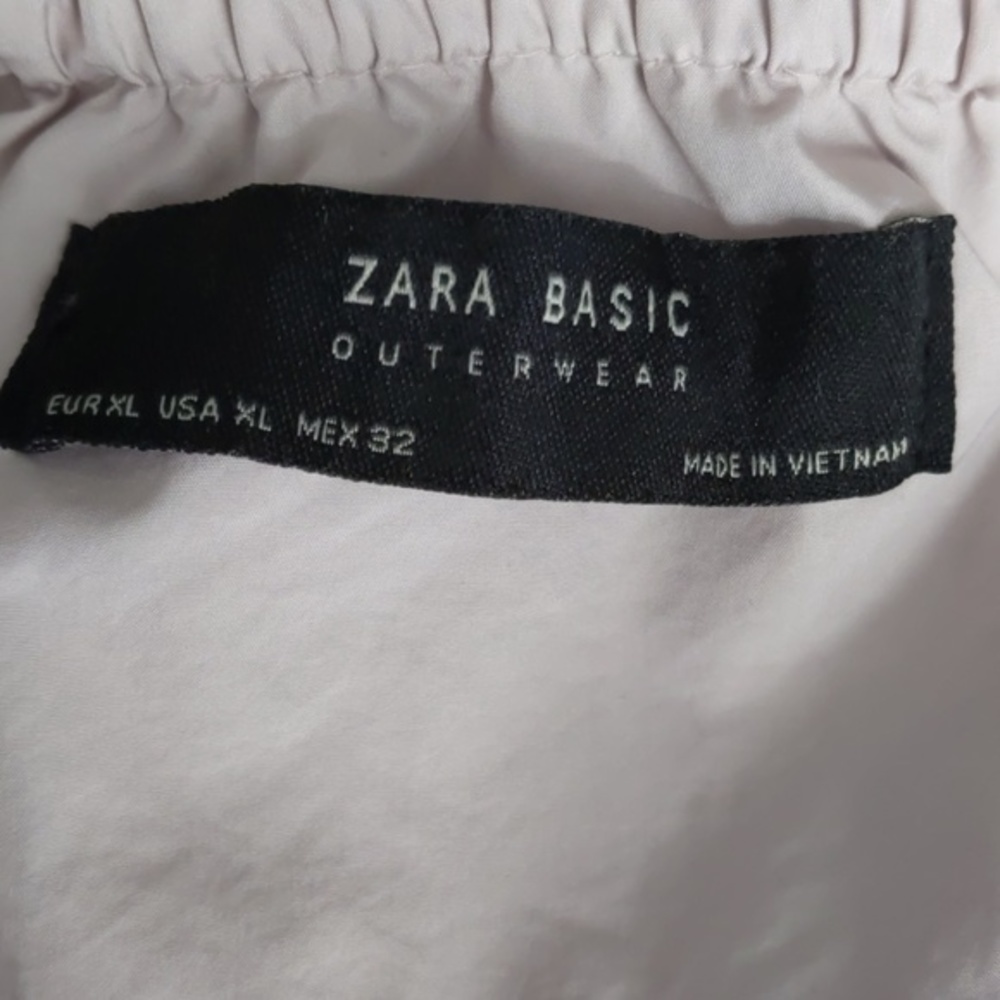 ZARA BASIC
OUTERWEAR
EUR XL USA XL MEX 32
MADE IN VIETNAM